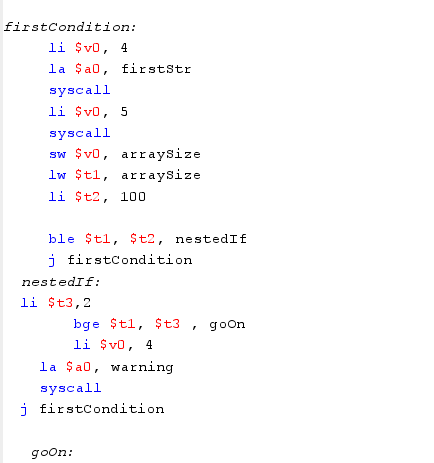 firstCondition:
li $v0, 4
la $a0, firstStr
syscall
li $v0, 5
syscall
sw $v0, arraySize
lw $t1, arraySize
li $t2, 100
ble $t1, $t2, nestedIf
j firstCondition
nestedIf:
li $t3,2
bge $t1, $t3 , goOn
li $v0, 4
la $a0, warning
syscall
j firstCondition
goOn: